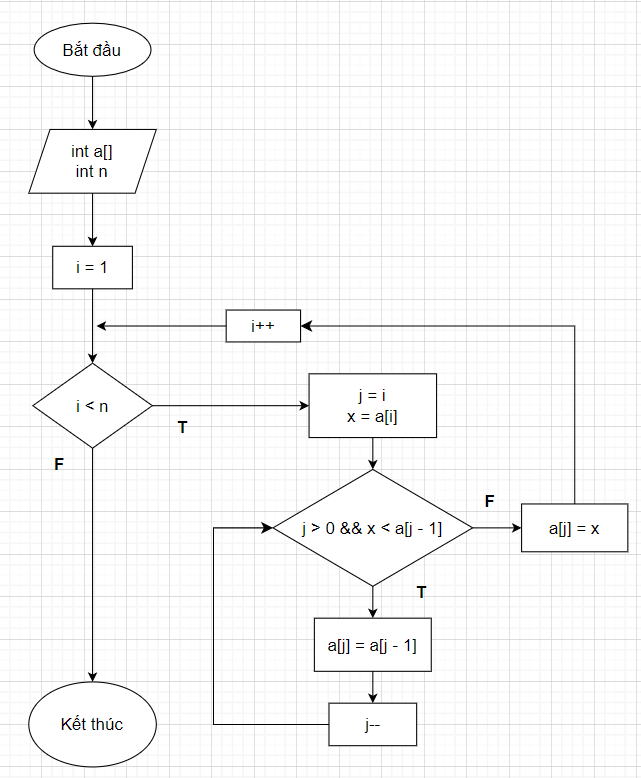 Bắt đầu
int a[]
int n
i = 1
i++
i < n
T
F
j = i
x = a[i]
j > 0 && x < a[j - 1]
F
a[j] = x
T
a[j] = a[j - 1]
j--
Kết thúc